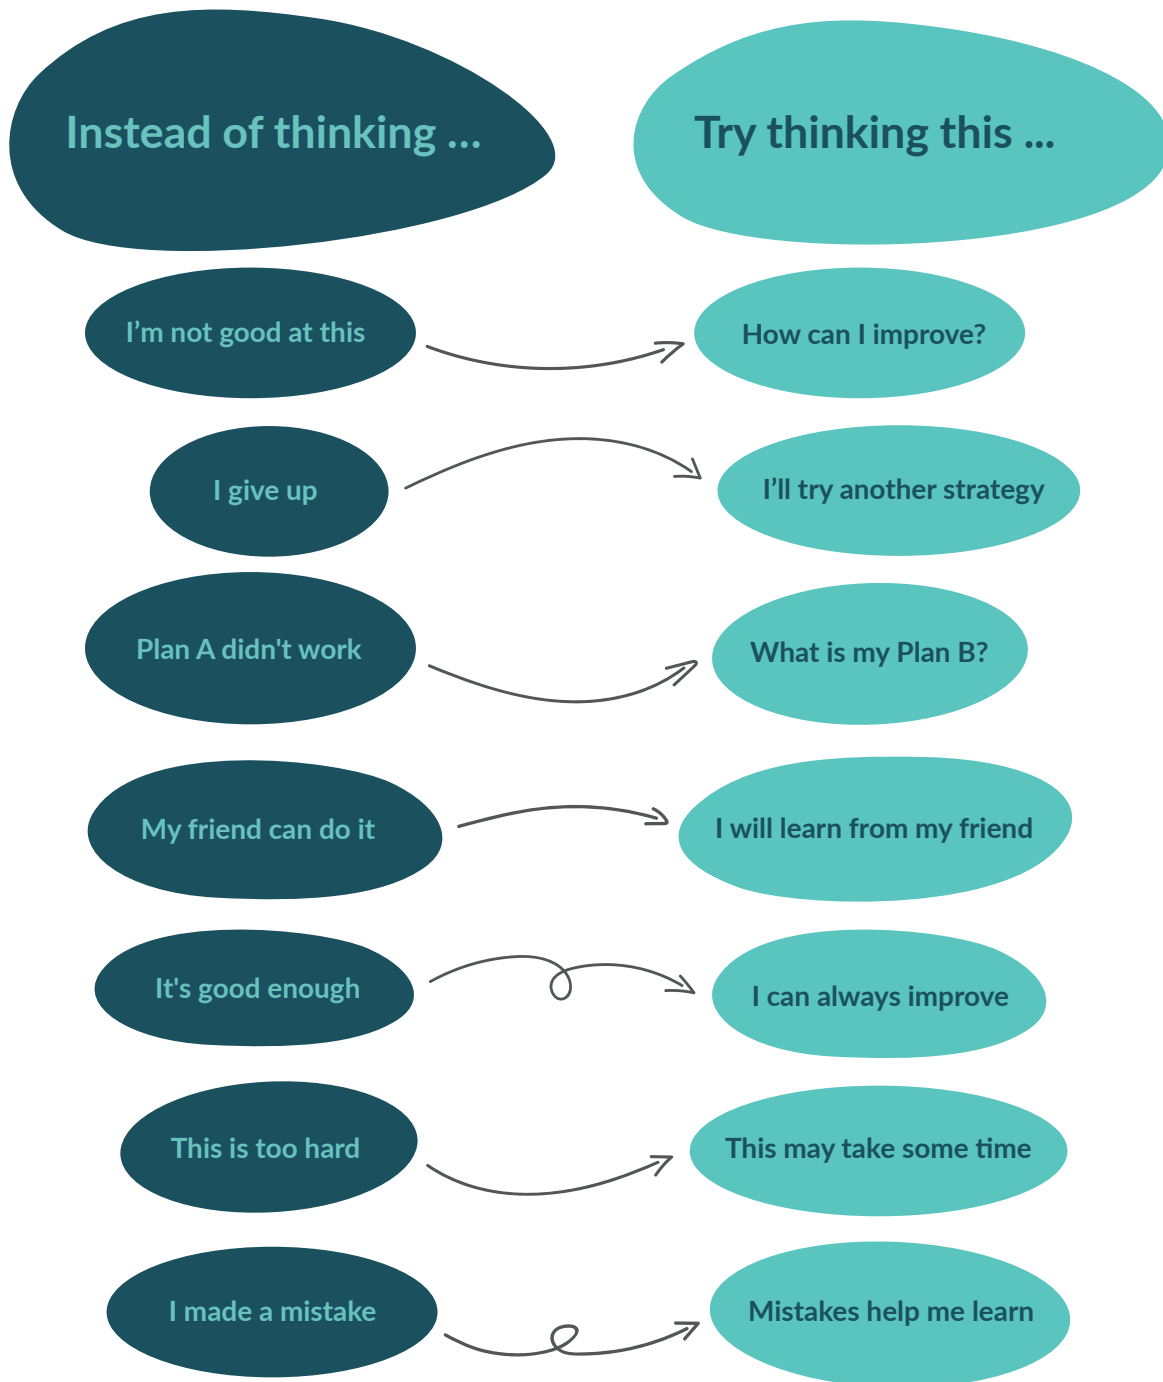 Instead of thinking ...
Try thinking this ...
I’m not good at this
How can I improve?
I give up
I’ll try another strategy
Plan A didn't work
What is my Plan B?
My friend can do it
I will learn from my friend
It's good enough
I can always improve
This is too hard
This may take some time
I made a mistake
Mistakes help me learn